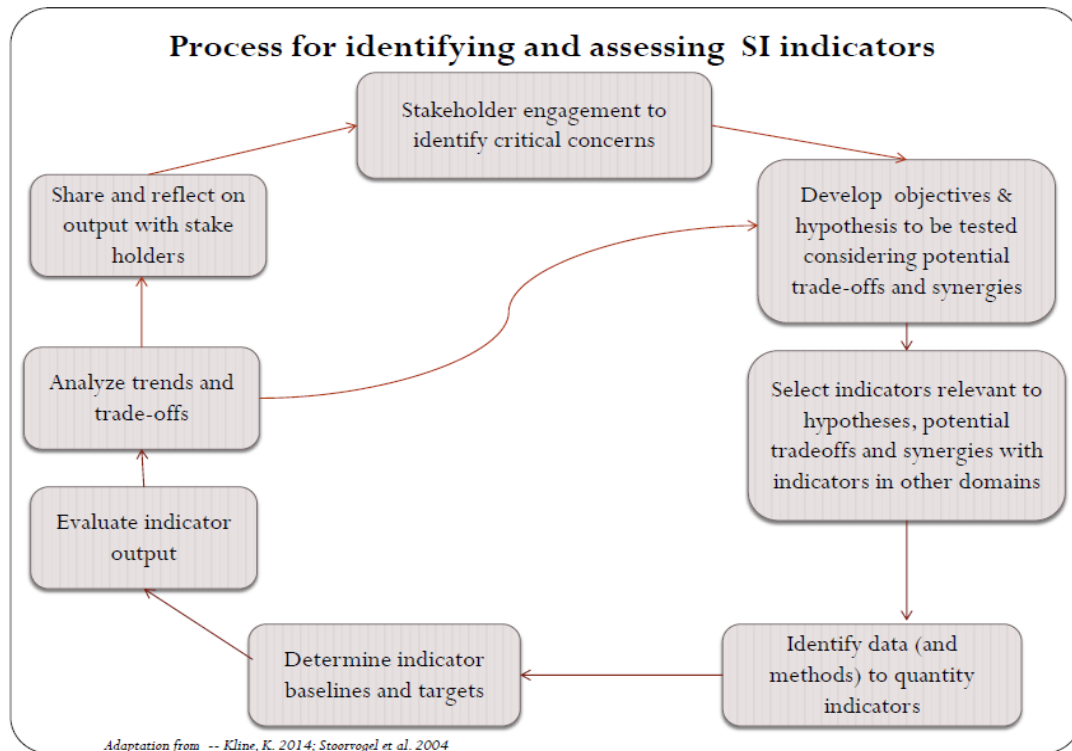 Process for identifying and assessing SI indicators
Stakeholder engagement to
identify critical concerns
Develop objectives &
hypothesis to be tested
considering potential
trade-offs and synergies
Select indicators relevant to
hypotheses, potential
tradeoffs and synergies with
indicators in other domains
Identify data (and
methods) to quantity
indicators
Determine indicator
baselines and targets
Evaluate indicator
output
Analyze trends and
trade-offs
Share and reflect on
output with stake
holders
Adaptation from -- Kline, K. 2014; Stoorvogel et al. 2004